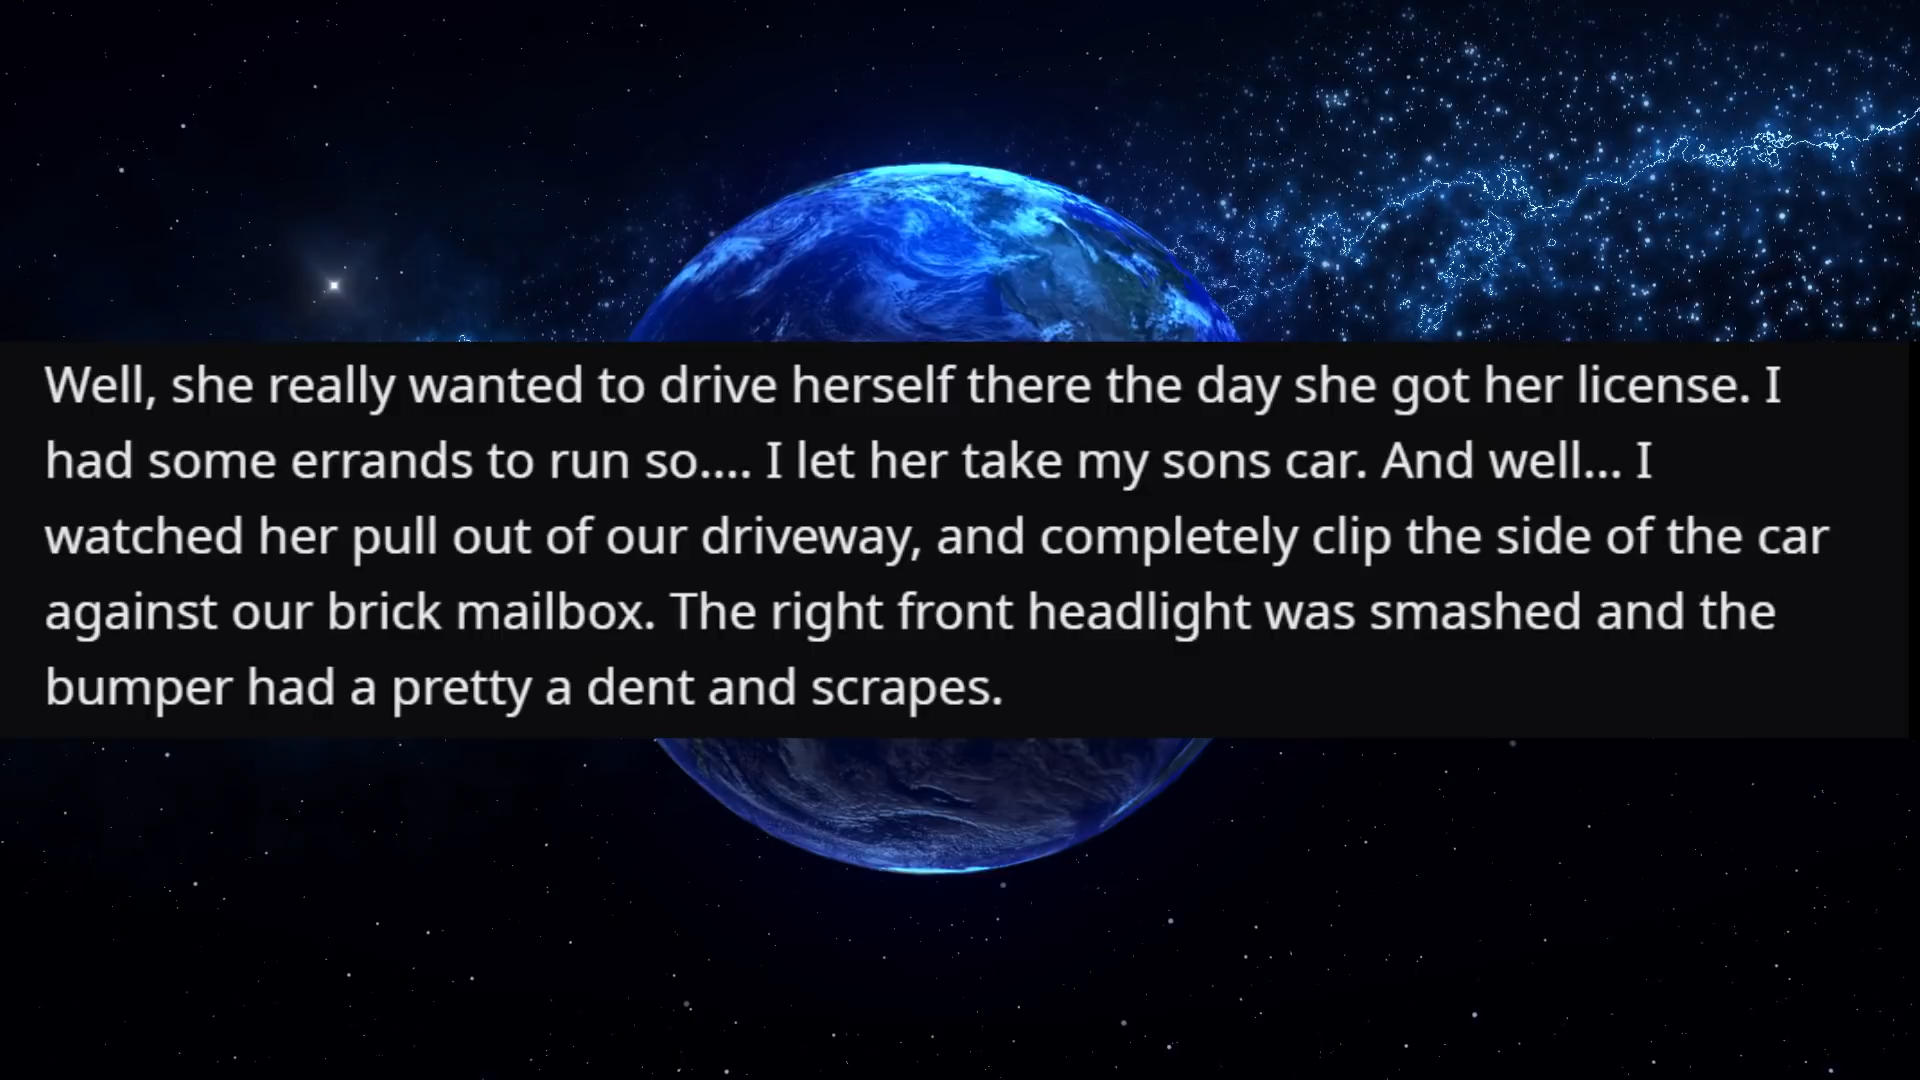 Well, she really wanted to drive herself there the day she got her license. I
had some errands to run so.... I let her take my sons car. And well... I
watched her pull out of our driveway, and completely clip the side of the car
against our brick mailbox. The right front headlight was smashed and the
bumper had a pretty a dent and scrapes.